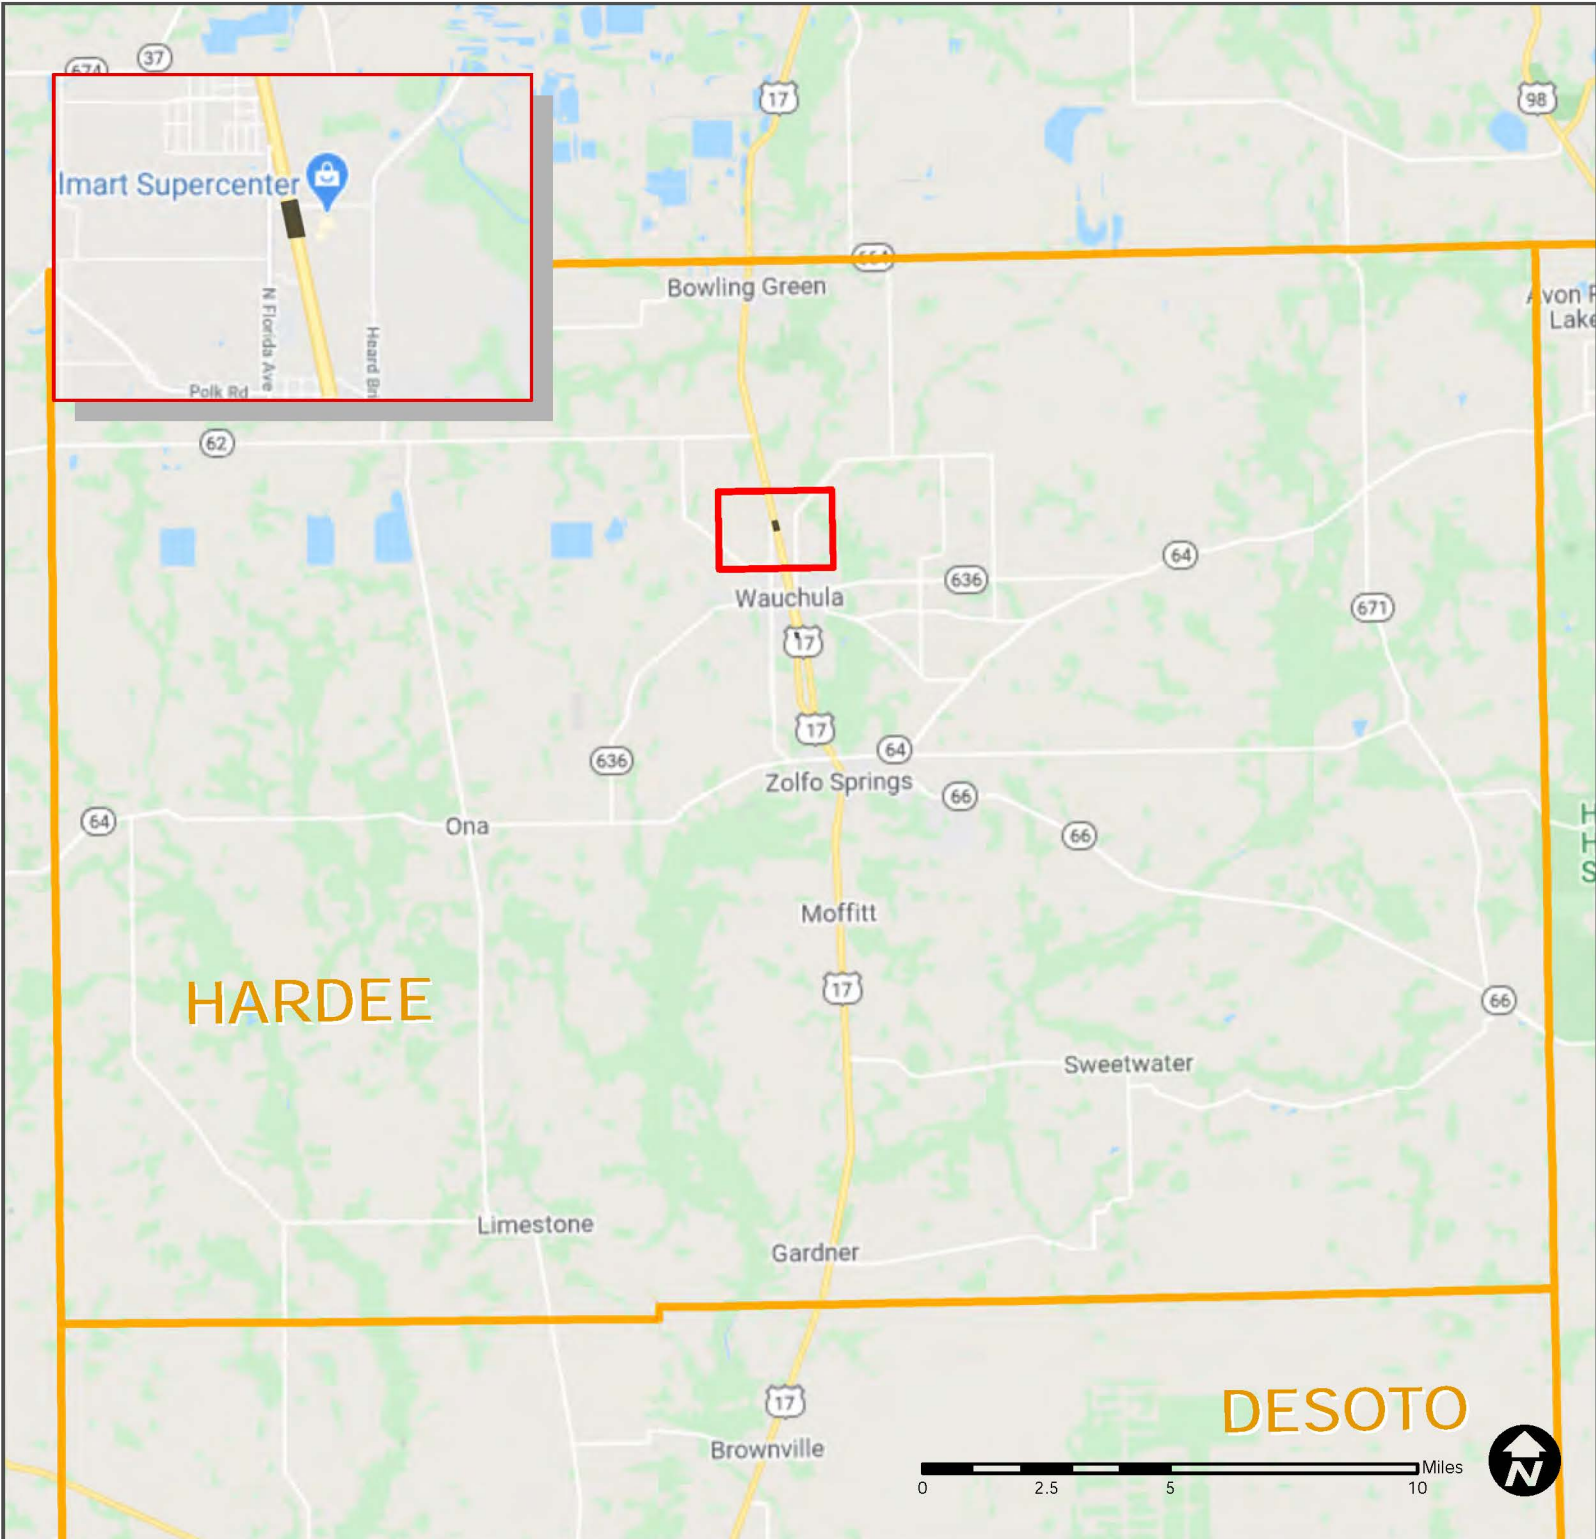 37
674
17
98
lmart Supercenter
N Florida Ave
Heard Bri
Polk Rd
664
Bowling Green
Avon P
Lake
62
64
636
671
Wauchula
17
17
64
636
Zolfo Springs
66
66
64
Ona
H
H
S
Moffitt
17
HARDEE
66
Sweetwater
Limestone
Gardner
17
DESOTO
Brownville
Miles
0
2.5
5
10
N